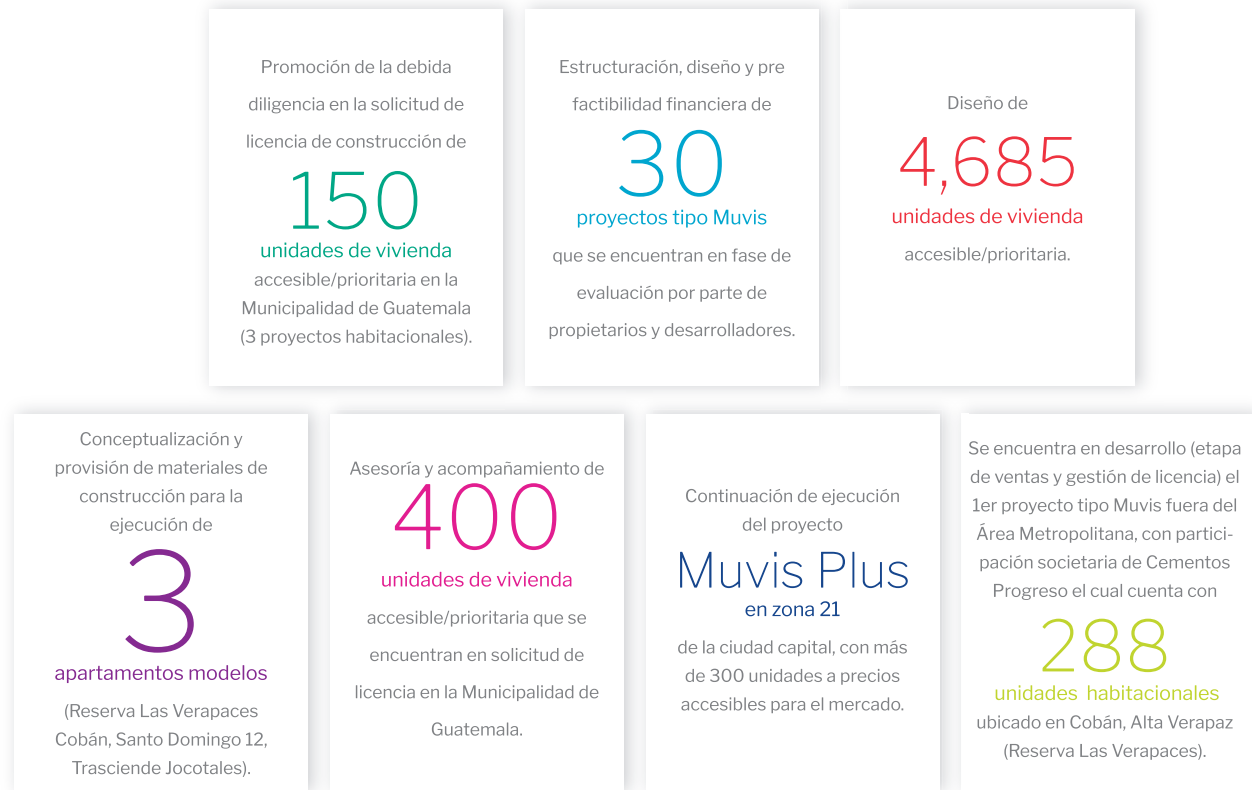 Promoción de la debida
diligencia en la solicitud de
licencia de construcción de
150
unidades de vivienda
accesible/prioritaria en la
Municipalidad de Guatemala
(3 proyectos habitacionales).
Estructuración, diseño y pre
factibilidad financiera de
30
proyectos tipo Muvis
que se encuentran en fase de
evaluación por parte de
propietarios y desarrolladores.
Diseño de
4,685
unidades de vivienda
accesible/prioritaria.
Conceptualización y
provisión de materiales de
construcción para la
ejecución de
3
apartamentos modelos
(Reserva Las Verapaces
Cobán, Santo Domingo 12,
Trasciende Jocotales).
Asesoría y acompañamiento de
400
unidades de vivienda
accesible/prioritaria que se
encuentran en solicitud de
licencia en la Municipalidad de
Guatemala.
Continuación de ejecución
del proyecto
Muvis Plus
en zona 21
de la ciudad capital, con más
de 300 unidades a precios
accesibles para el mercado.
Se encuentra en desarrollo (etapa
de ventas y gestión de licencia) el
1er proyecto tipo Muvis fuera del
Área Metropolitana, con partici-
pación societaria de Cementos
Progreso el cual cuenta con
288
unidades habitacionales
ubicado en Cobán, Alta Verapaz
(Reserva Las Verapaces).